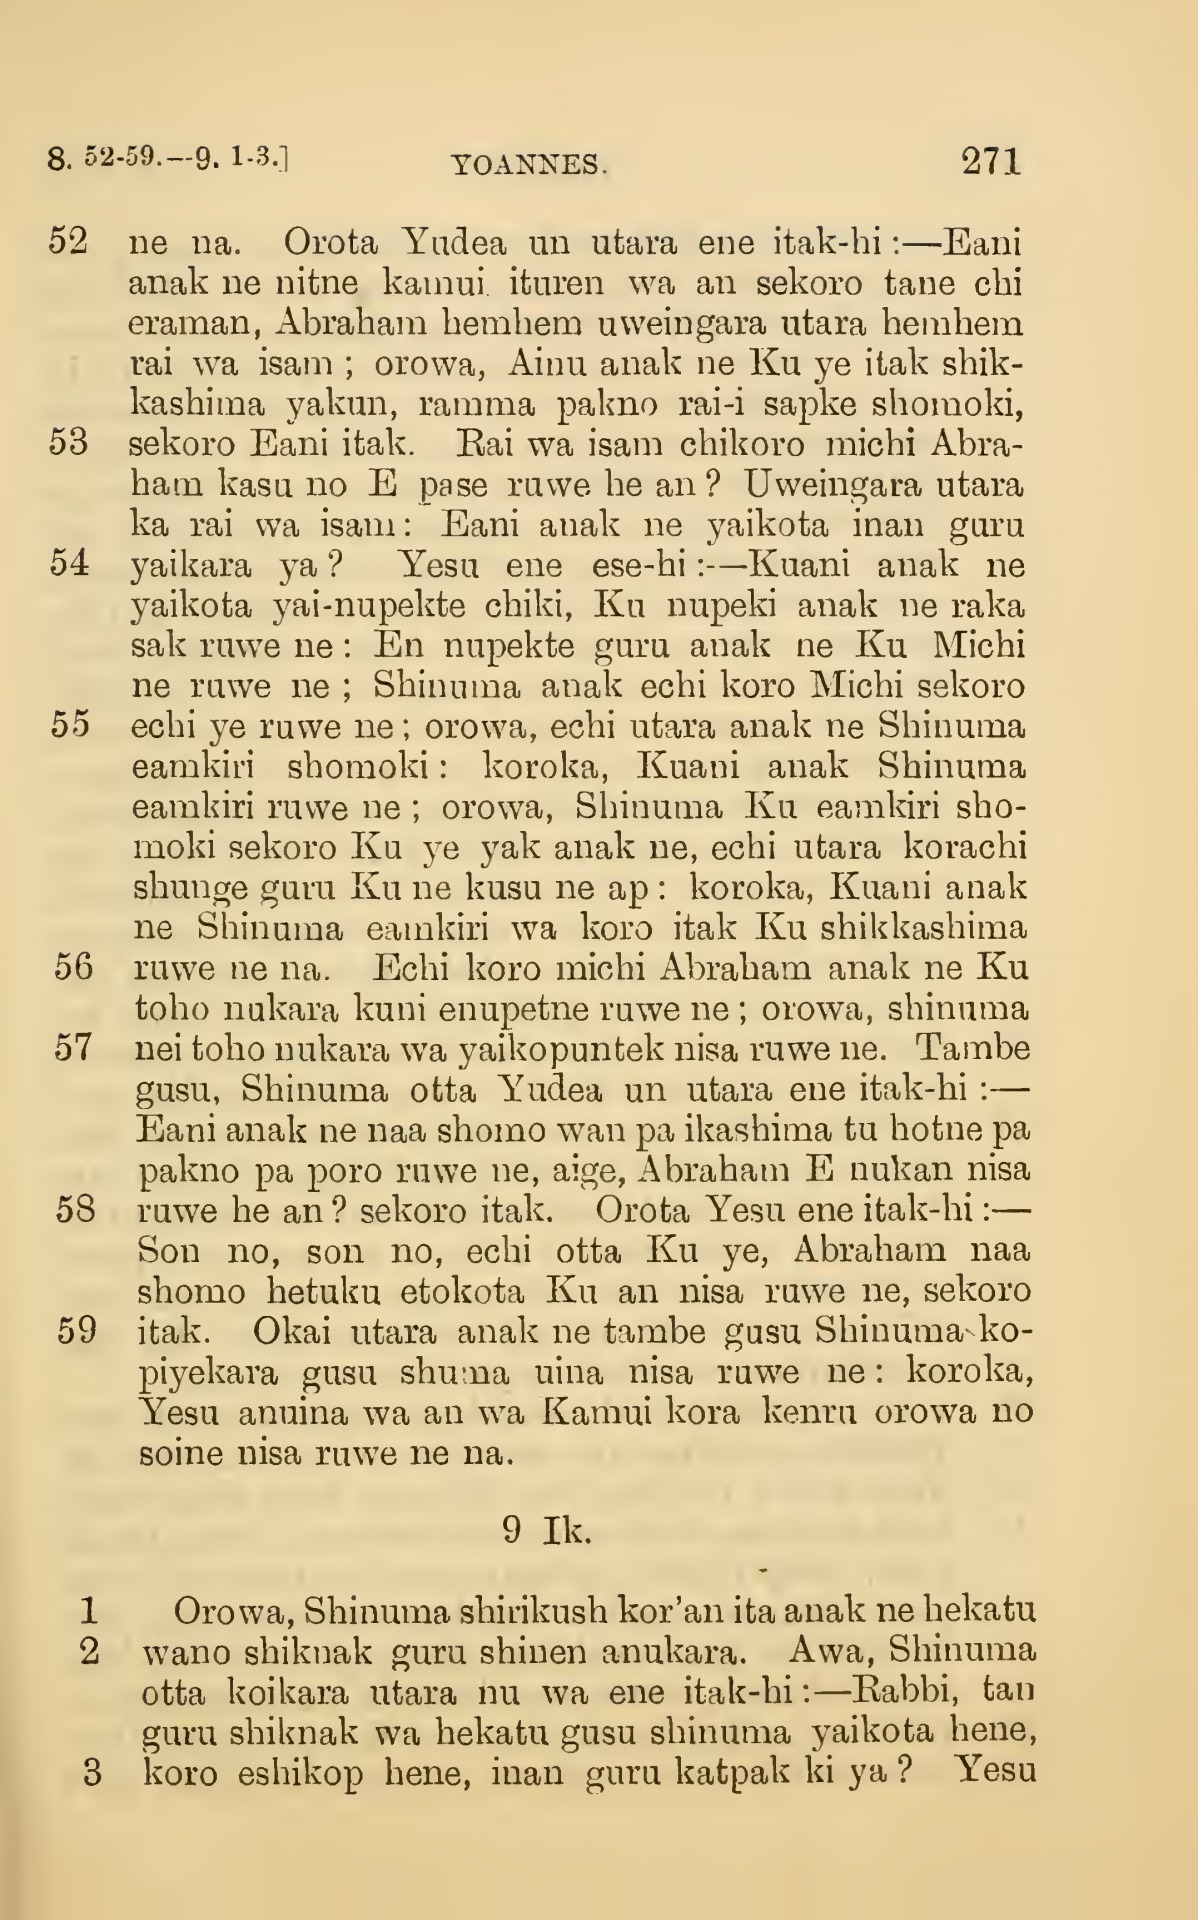 8. 52-59.—9. 1-3.] YOANNES. 271
52 ne na. Orota Yudea un utara ene itak-hi :—Eani
anak ne nitne kamui ituren wa an sekoro tane chi
eraman, Abraham hemhem uweingara utara hemhem
rai wa isam ; orowa, Ainu anak ne Ku ye itak shik-
kashima yakun, ramma pakno rai-i sapke shomoki,
53 sekoro Eani itak. Rai wa isam chikoro michi Abra-
ham kasu no E pase ruwe he an ? Uweingara utara
ka rai wa isam : Eani anak ne yaikota inan guru
54 yaikara ya ? Yesu ene ese-hi :—Kuani anak ne
yaikota yai-nupekte chiki, Ku nupeki anak ne raka
sak ruwe ne : En nupekte guru anak ne Ku Michi
ne ruwe ne ; Shinuma anak echi koro Michi sekoro
55 echi ye ruwe ne ; orowa, echi utara anak ne Shinuma
eamkiri shomoki : koroka, Kuani anak Shinuma
eamkiri ruwe ne ; orowa, Shinuma Ku eamkiri sho-
moki sekoro Ku ye yak anak ne, echi utara korachi
shunge guru Ku ne kusu ne ap : koroka, Kuani anak
ne Shinuma eamkiri wa koro itak Ku shikkashima
56 ruwe ne na. Echi koro michi Abraham anak ne Ku
toho nukara kuni enupetne ruwe ne ; orowa, shinuma
57 nei toho nukara wa yaikopuntek nisa ruwe ne. Tambe
gusu, Shinuma otta Yudea un utara ene itak-hi :—
Eani anak ne naa shomo wan pa ikashima tu hotne pa
pakno pa poro ruwe ne, aige, Abraham E nukan nisa
58 ruwe he an ? sekoro itak. Orota Yesu ene itak-hi :—
Son no, son no, echi otta Ku ye, Abraham naa
shomo hetuku etokota Ku an nisa ruwe ne, sekoro
59 itak. Okai utara anak ne tambe gusu Shinuma ko-
piyekara gusu shuma uina nisa ruwe ne : koroka,
Yesu anuina wa an wa Kamui kora kenru orowa no
soine nisa ruwe ne na.
9 Ik.
1 Orowa, Shinuma shirikush kor'an ita anak ne hekatu
2 wano shiknak guru shinen anukara. Awa, Shinuma
otta koikara utara nu wa ene itak-hi :—Rabbi, tan
guru shiknak wa hekatu gusu shinuma yaikota hene,
3 koro eshikop hene, inan guru katpak ki ya ? Yesu